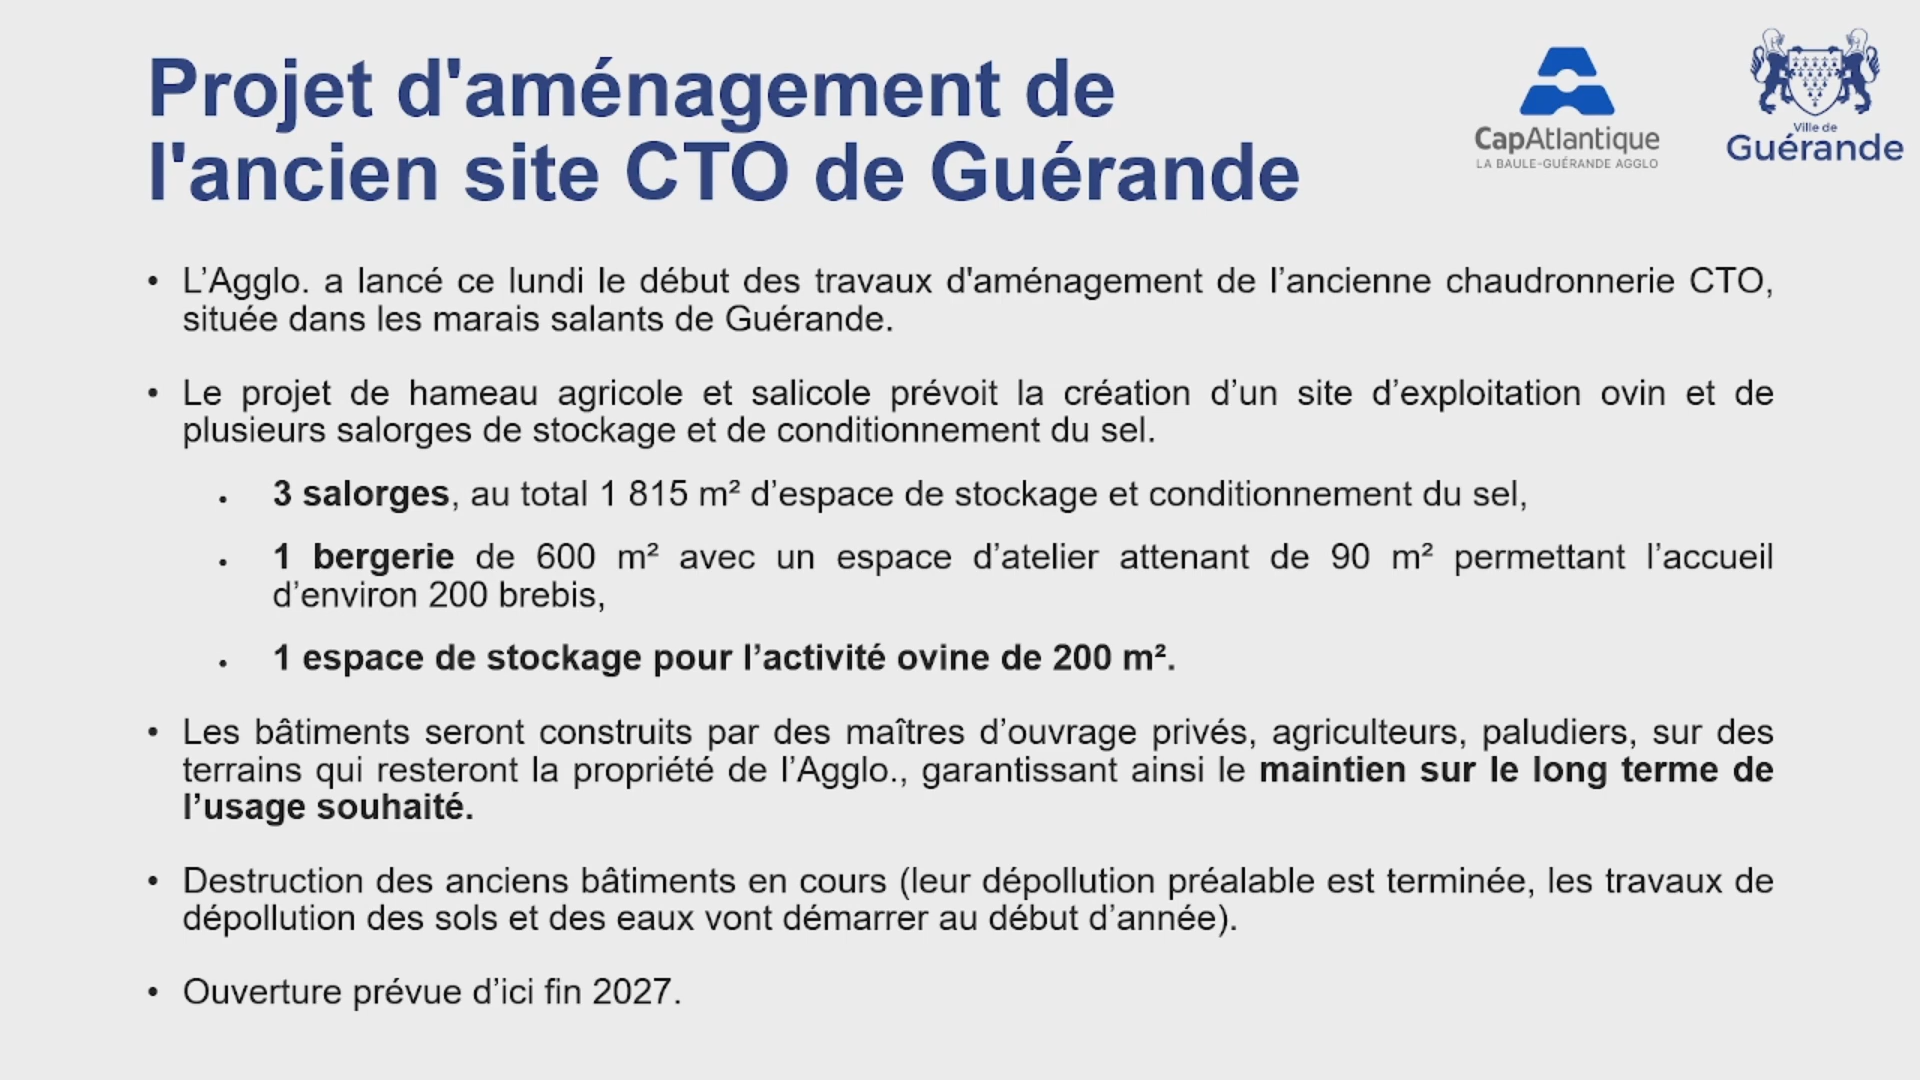 Projet d'aménagement de
l'ancien site CTO de Guérande
CapAtlantique
LA BAULE-GUÉRANDE AGGLO
Ville de
Guérande
• L’Agglo. a lancé ce lundi le début des travaux d'aménagement de l’ancienne chaudronnerie CTO,
située dans les marais salants de Guérande.
• Le projet de hameau agricole et salicole prévoit la création d’un site d’exploitation ovin et de
plusieurs salorges de stockage et de conditionnement du sel.
• 3 salorges, au total 1 815 m² d’espace de stockage et conditionnement du sel,
• 1 bergerie de 600 m² avec un espace d’atelier attenant de 90 m² permettant l’accueil
d’environ 200 brebis,
• 1 espace de stockage pour l’activité ovine de 200 m².
• Les bâtiments seront construits par des maîtres d’ouvrage privés, agriculteurs, paludiers, sur des
terrains qui resteront la propriété de l’Agglo., garantissant ainsi le maintien sur le long terme de
l’usage souhaité.
• Destruction des anciens bâtiments en cours (leur dépollution préalable est terminée, les travaux de
dépollution des sols et des eaux vont démarrer au début d’année).
• Ouverture prévue d’ici fin 2027.